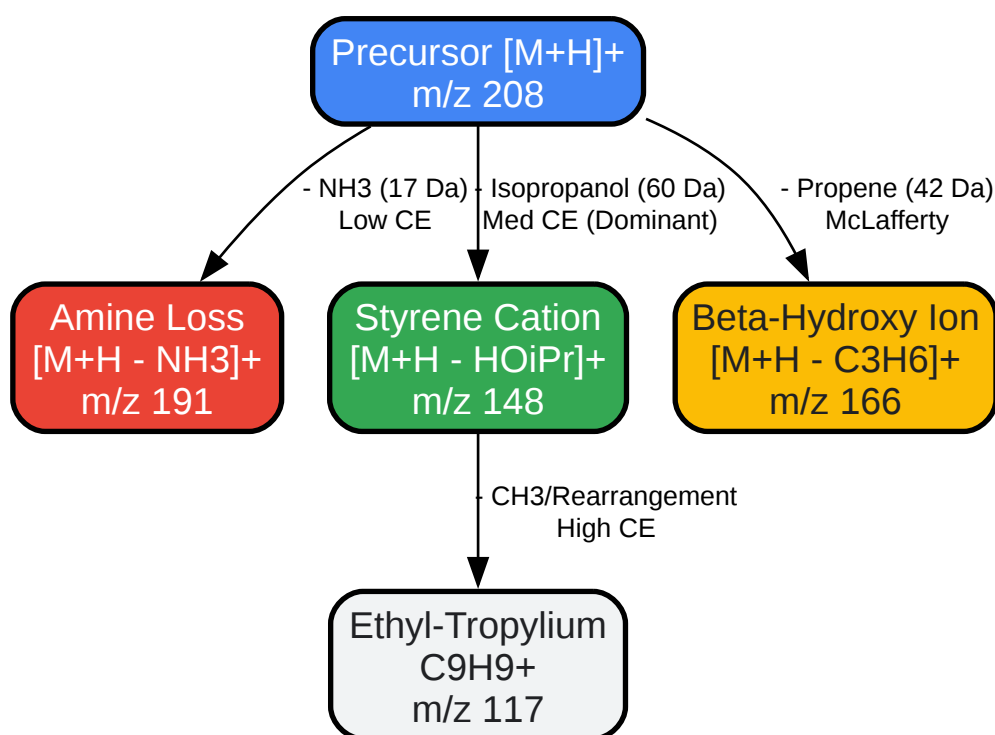 Precursor [M+H]+
m/z 208
- NH3 (17 Da)
Low CE
- Isopropanol (60 Da)
Med CE (Dominant)
- Propene (42 Da)
McLafferty
Amine Loss
[M+H - NH3]+
m/z 191
Styrene Cation
[M+H - HOiPr]+
m/z 148
Beta-Hydroxy Ion
[M+H - C3H6]+
m/z 166
- CH3/Rearrangement
High CE
Ethyl-Tropylium
C9H9+
m/z 117